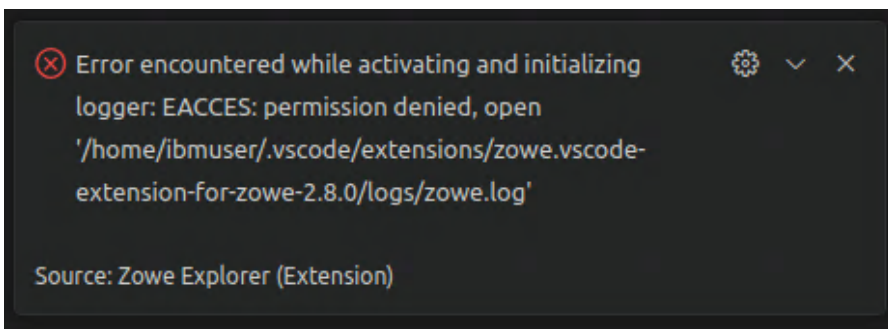 Error encountered while activating and initializing
logger: EACCES: permission denied, open
'/home/ibmuser/.vscode/extensions/zowe.vscode-
extension-for-zowe-2.8.0/logs/zowe.log'
Source: Zowe Explorer (Extension)